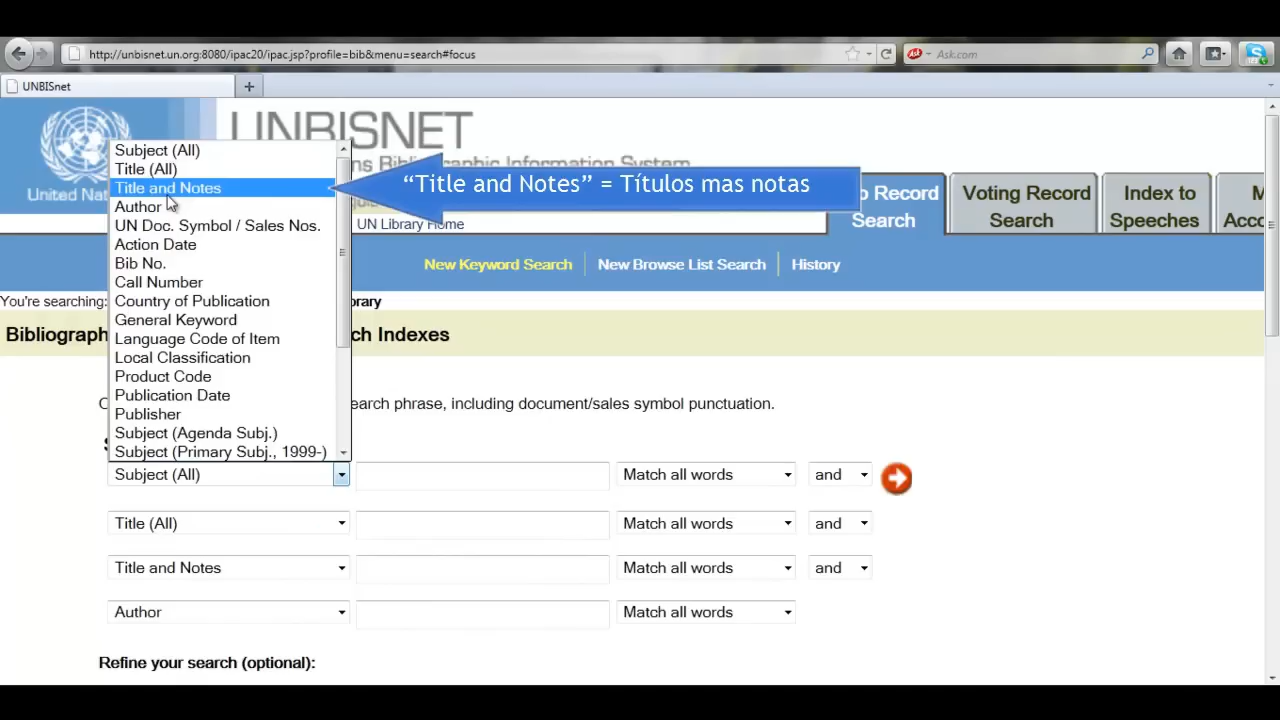 http://unbisnet.un.org:8080/ipac20/ipac.jsp?profile=bib&menu=search#focus
Ask.com
UNBISnet
UNBISNET
Bibliographic Information System
United Nat
Subject (All)
Title (All)
Title and Notes
Author
UN Doc. Symbol / Sales Nos.
Action Date
Bib No.
Call Number
Country of Publication
General Keyword
Language Code of Item
Local Classification
Product Code
Publication Date
Publisher
Subject (Agenda Subj.)
Subject (Primary Subj., 1999-)
“Title and Notes” = Títulos mas notas
UN Library Home
Record Search
Voting Record Search
Index to Speeches
M
Acco
New Keyword Search
New Browse List Search
History
You're searching:
rary
Bibliograph
ch Indexes
earch phrase, including document/sales symbol punctuation.
Subject (All) Match all words and
Title (All) Match all words and
Title and Notes Match all words and
Author Match all words
Refine your search (optional):